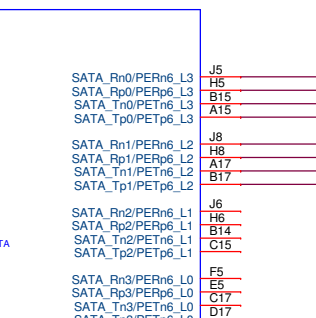 J5
SATA_Rn0/PERn6_L3
H5
SATA_Rp0/PERp6_L3
B15
SATA_Tn0/PETn6_L3
A15
SATA_Tp0/PETp6_L3
J8
SATA_Rn1/PERn6_L2
H8
SATA_Rp1/PERp6_L2
A17
SATA_Tn1/PETn6_L2
B17
SATA_Tp1/PETp6_L2
J6
SATA_Rn2/PERn6_L1
H6
SATA_Rp2/PERp6_L1
B14
SATA_Tn2/PETn6_L1
TA
C15
SATA_Tp2/PETp6_L1
F5
SATA_Rn3/PERn6_L0
E5
SATA_Rp3/PERp6_L0
C17
SATA_Tn3/PETn6_L0
D17